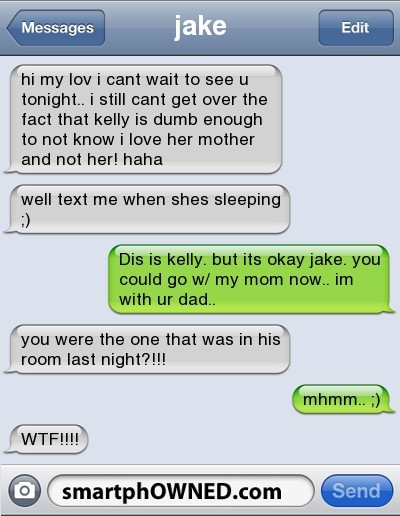 Messages
jake
Edit
hi my lov i cant wait to see u
tonight.. i still cant get over the
fact that kelly is dumb enough
to not know i love her mother
and not her! haha
well text me when shes sleeping
;)
Dis is kelly. but its okay jake. you
could go w/ my mom now.. im
with ur dad..
you were the one that was in his
room last night?!!!
mhmm.. ;)
WTF!!!!
smartphOWNED.com
Send